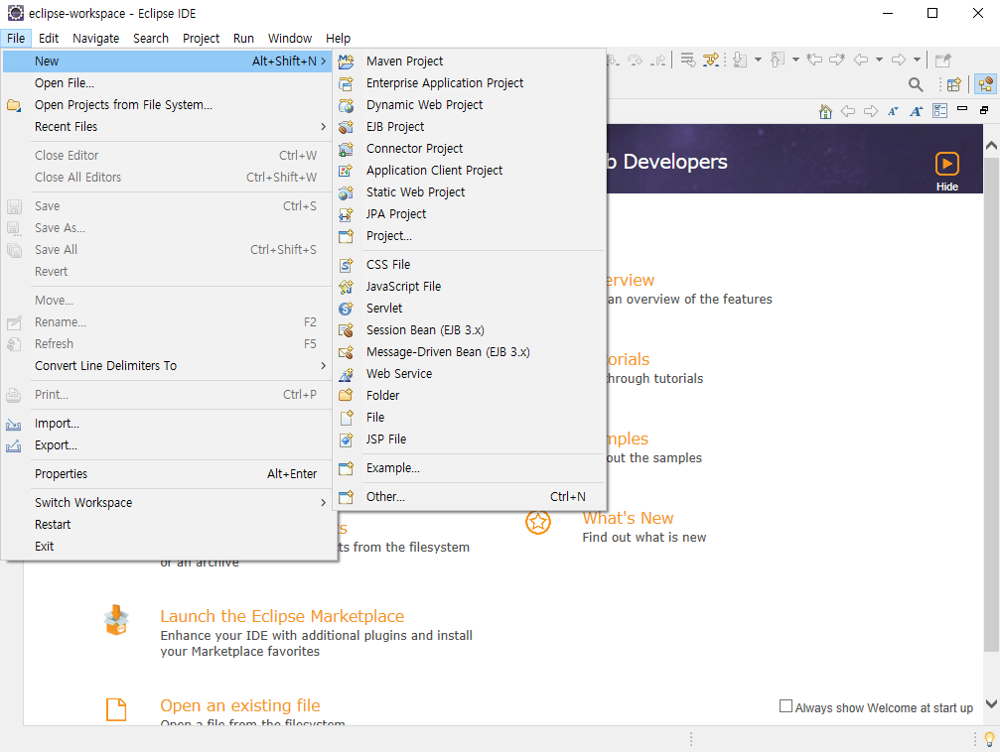 eclipse-workspace - Eclipse IDE
File Edit Navigate Search Project Run Window Help
New Alt+Shift+N
Open File...
Open Projects from File System...
Recent Files
Close Editor Ctrl+W
Close All Editors Ctrl+Shift+W
Save Ctrl+S
Save As...
Save All Ctrl+Shift+S
Revert
Move...
Rename... F2
Refresh F5
Convert Line Delimiters To
Print... Ctrl+P
Import...
Export...
Properties Alt+Enter
Switch Workspace
Restart
Exit
Maven Project
Enterprise Application Project
Dynamic Web Project
EJB Project
Connector Project
Application Client Project
Static Web Project
JPA Project
Project...
CSS File
JavaScript File
Servlet
Session Bean (EJB 3.x)
Message-Driven Bean (EJB 3.x)
Web Service
Folder
File
JSP File
Example...
Other... Ctrl+N
b Developers
Hide
erview
an overview of the features
orials
through tutorials
mples
out the samples
What's New
Find out what is new
s
ts from the filesystem
or an archive
Launch the Eclipse Marketplace
Enhance your IDE with additional plugins and install
your Marketplace favorites
Open an existing file
Open a file from the filesystem
Always show Welcome at start up